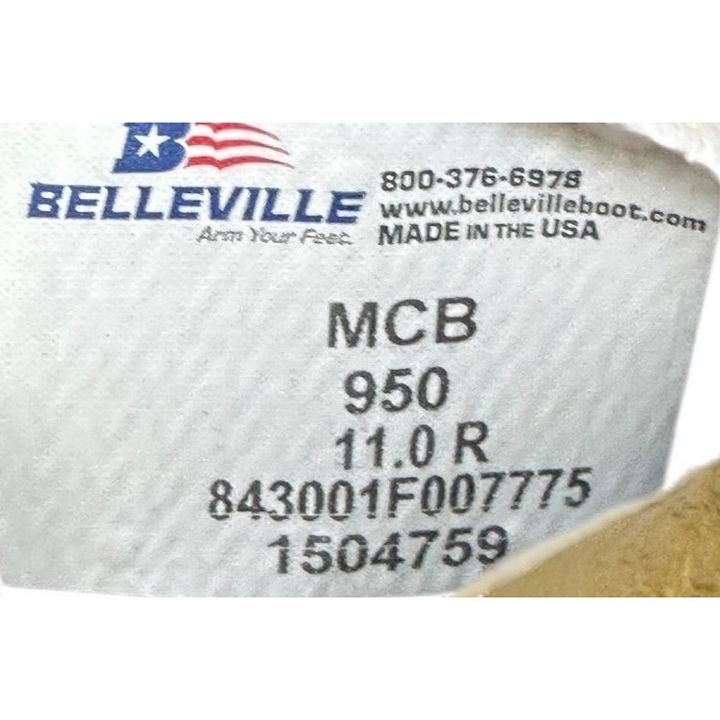 B
BELLEVILLE
Arm Your Feet.
800-376-6978
www.bellevilleboot.com
MADE IN THE USA
MCB
950
11.0 R
843001F007775
1504759